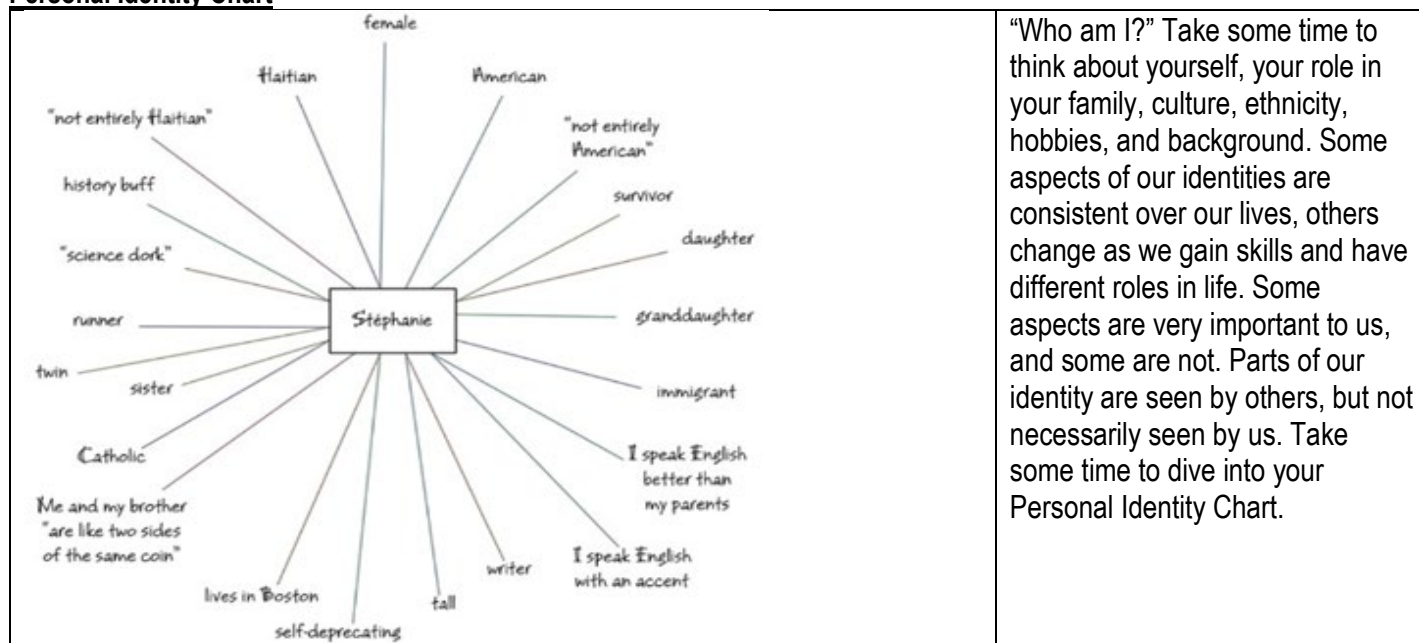 Personal Identity Chart
female
Haitian
American
"not entirely Haitian"
"not entirely
American"
history buff
survivor
"science dork"
daughter
Stéphanie
runner
granddaughter
twin
sister
immigrant
Catholic
I speak English
better than
my parents
Me and my brother
"are like two sides
of the same coin"
I speak English
with an accent
writer
lives in Boston
tall
self-deprecating
“Who am I?” Take some time to
think about yourself, your role in
your family, culture, ethnicity,
hobbies, and background. Some
aspects of our identities are
consistent over our lives, others
change as we gain skills and have
different roles in life. Some
aspects are very important to us,
and some are not. Parts of our
identity are seen by others, but not
necessarily seen by us. Take
some time to dive into your
Personal Identity Chart.